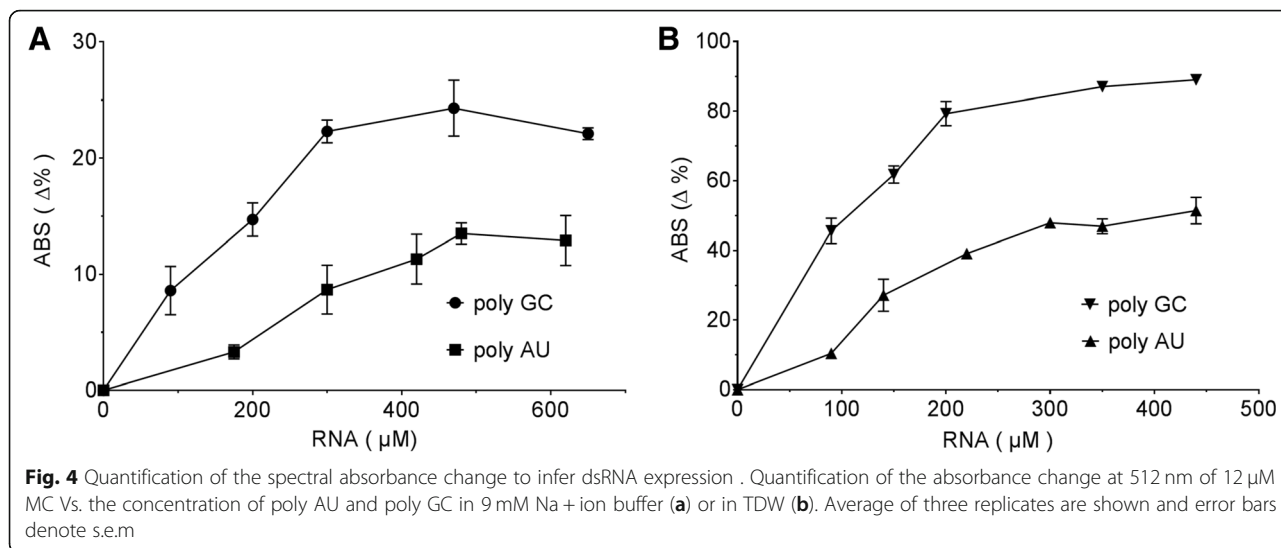 A
30
20
10
0
ABS ( Δ% )
0
200
400
600
RNA ( µM)
poly GC
poly AU
B
100
80
60
40
20
0
ABS (Δ %)
0
100
200
300
400
500
RNA ( µM )
poly GC
poly AU
Fig. 4 Quantification of the spectral absorbance change to infer dsRNA expression . Quantification of the absorbance change at 512 nm of 12 µM
MC Vs. the concentration of poly AU and poly GC in 9 mM Na + ion buffer (a) or in TDW (b). Average of three replicates are shown and error bars
denote s.e.m